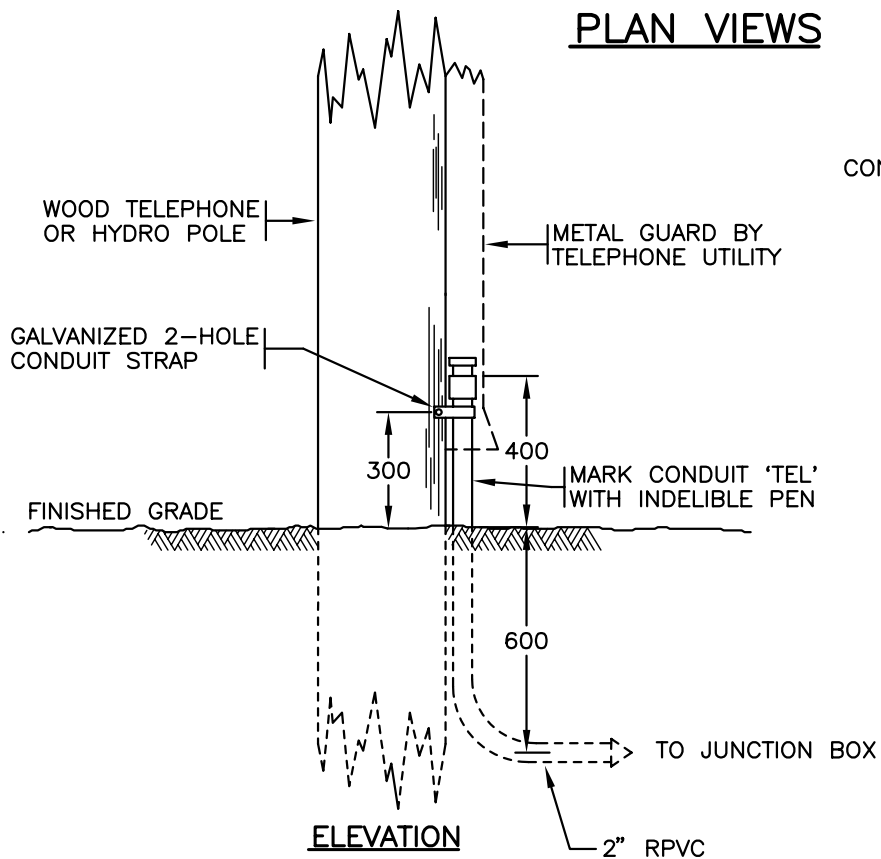 PLAN VIEWS
CON
WOOD TELEPHONE
OR HYDRO POLE
METAL GUARD BY
TELEPHONE UTILITY
GALVANIZED 2-HOLE
CONDUIT STRAP
300
400
MARK CONDUIT 'TEL'
WITH INDELIBLE PEN
FINISHED GRADE
600
TO JUNCTION BOX
ELEVATION
2" RPVC